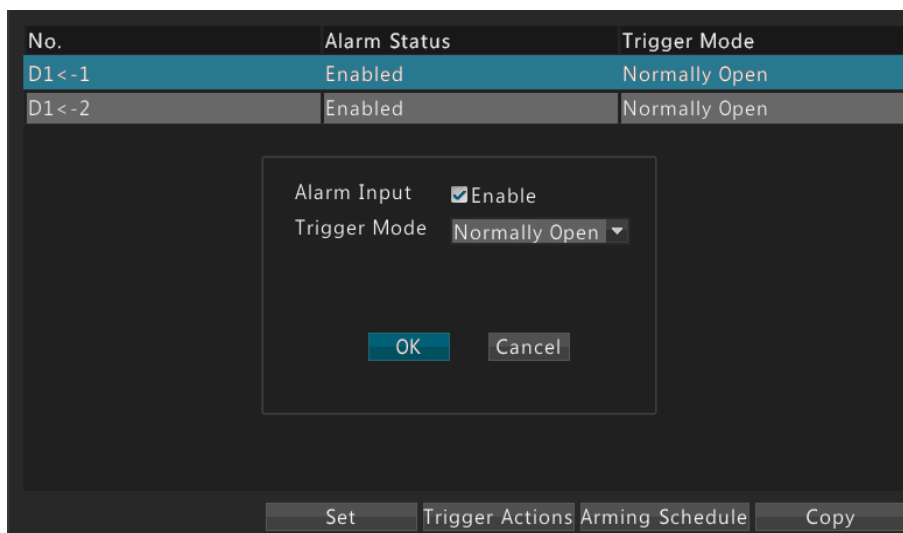 No. Alarm Status Trigger Mode
D1<-1 Enabled Normally Open
D1<-2 Enabled Normally Open
Alarm Input Enable
Trigger Mode Normally Open
OK Cancel
Set Trigger Actions Arming Schedule Copy